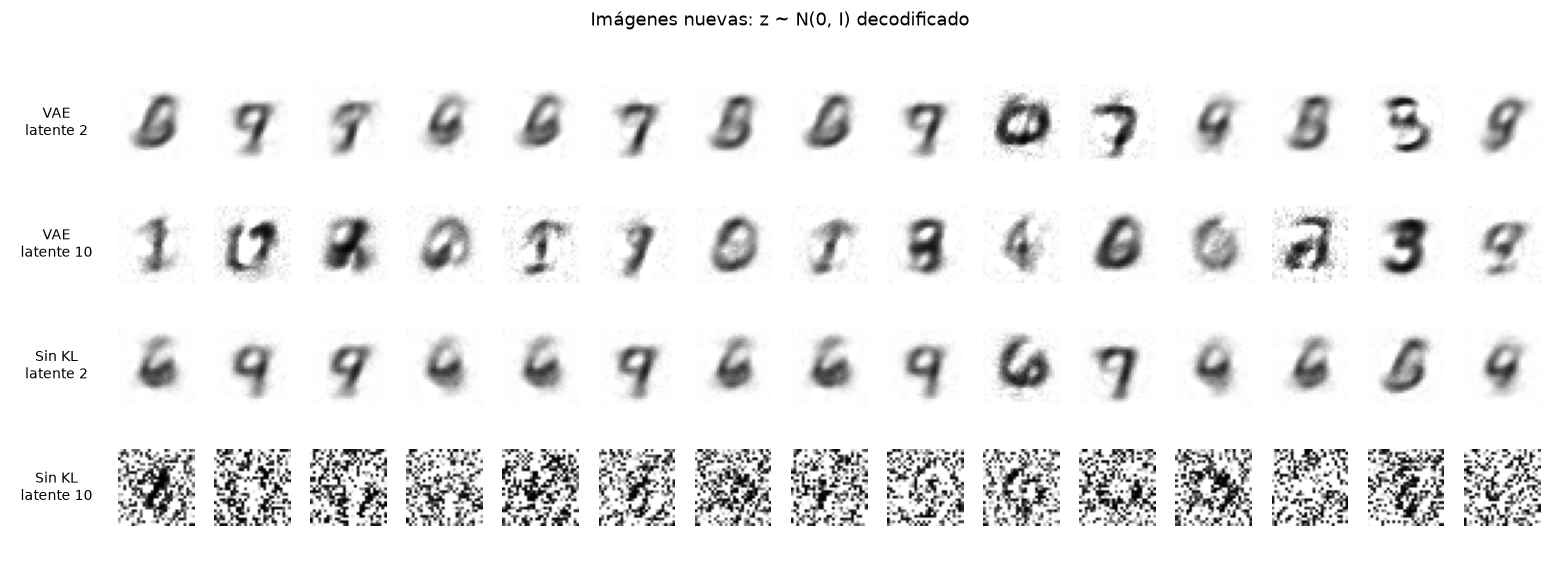 Imágenes nuevas: z ~ N(0, I) decodificado
VAE
latente 2
VAE
latente 10
Sin KL
latente 2
Sin KL
latente 10